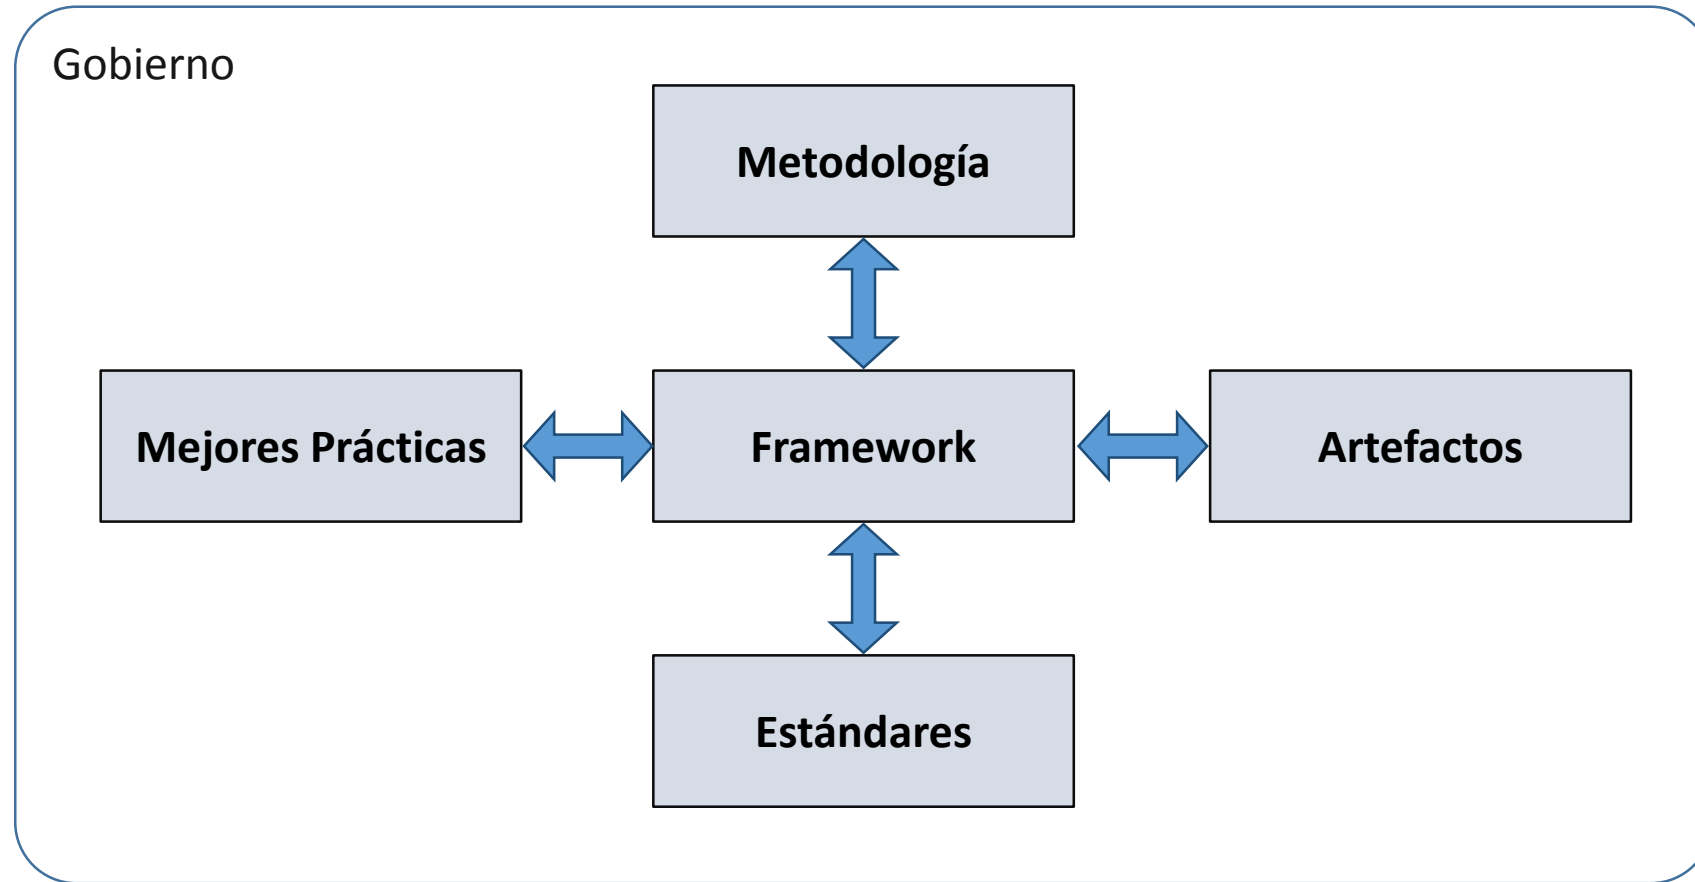 Gobierno
Metodología
Mejores Prácticas
Framework
Artefactos
Estándares